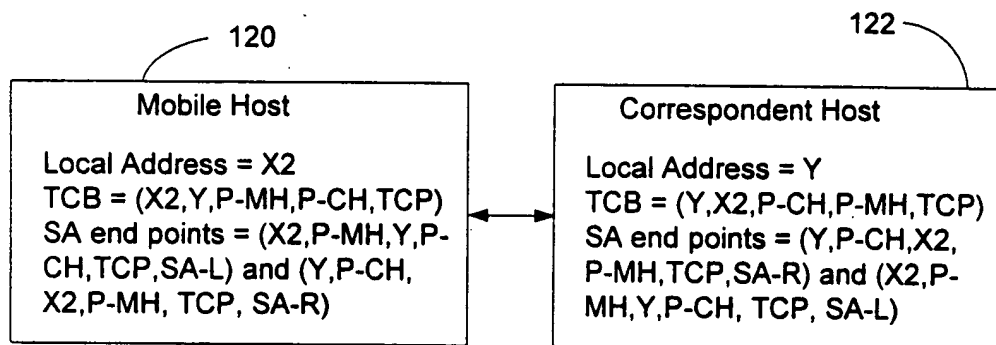 120
122
Mobile Host
Local Address = X2
TCB = (X2,Y,P-MH,P-CH,TCP)
SA end points = (X2,P-MH,Y,P-
CH,TCP,SA-L) and (Y,P-CH,
X2,P-MH, TCP, SA-R)
Correspondent Host
Local Address = Y
TCB = (Y,X2,P-CH,P-MH,TCP)
SA end points = (Y,P-CH,X2,
P-MH,TCP,SA-R) and (X2,P-
MH,Y,P-CH, TCP, SA-L)